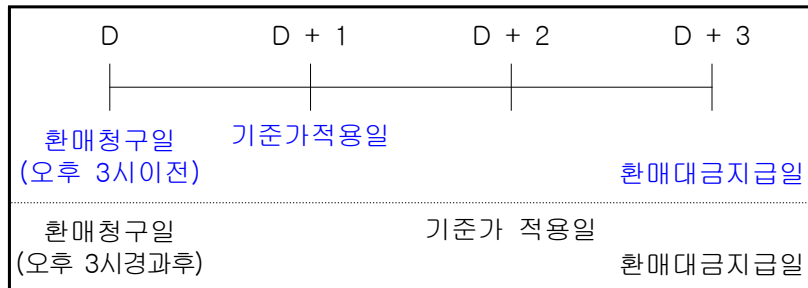 D D + 1 D + 2 D + 3
환매청구일 기준가적용일
(오후 3시이전) 환매대금지급일
환매청구일 기준가 적용일
(오후 3시경과후) 환매대금지급일